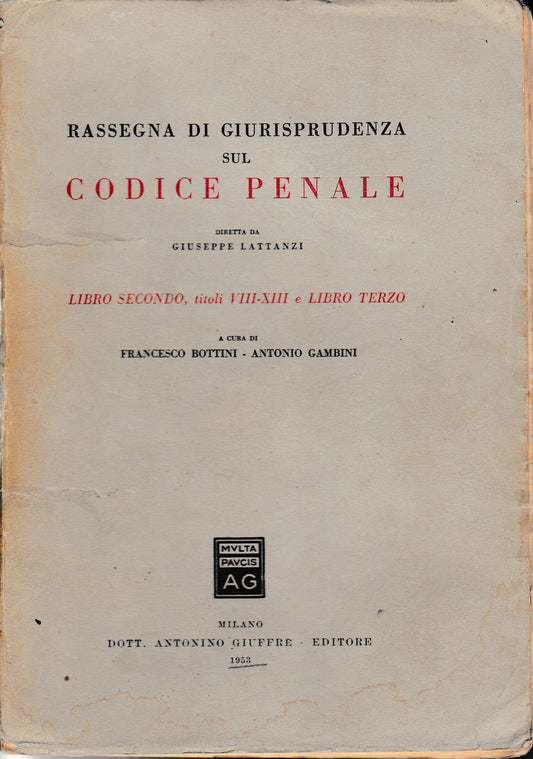 RASSEGNA DI GIURISPRUDENZA
SUL
CODICE PENALE
DIRETTA DA
GIUSEPPE LATTANZI
LIBRO SECONDO, titoli VIII-XIII e LIBRO TERZO
A CURA DI
FRANCESCO BOTTINI - ANTONIO GAMBINI
MVLTA
PAVCIS
AG
MILANO
DOTT. ANTONINO GIUFFRÈ - EDITORE
1953